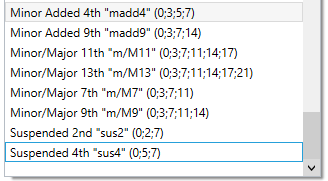 Minor Added 4th "madd4" (0;3;5;7)
Minor Added 9th "madd9" (0;3;7;14)
Minor/Major 11th "m/M11" (0;3;7;11;14;17)
Minor/Major 13th "m/M13" (0;3;7;11;14;17;21)
Minor/Major 7th "m/M7" (0;3;7;11)
Minor/Major 9th "m/M9" (0;3;7;11;14)
Suspended 2nd "sus2" (0;2;7)
Suspended 4th "sus4" (0;5;7)